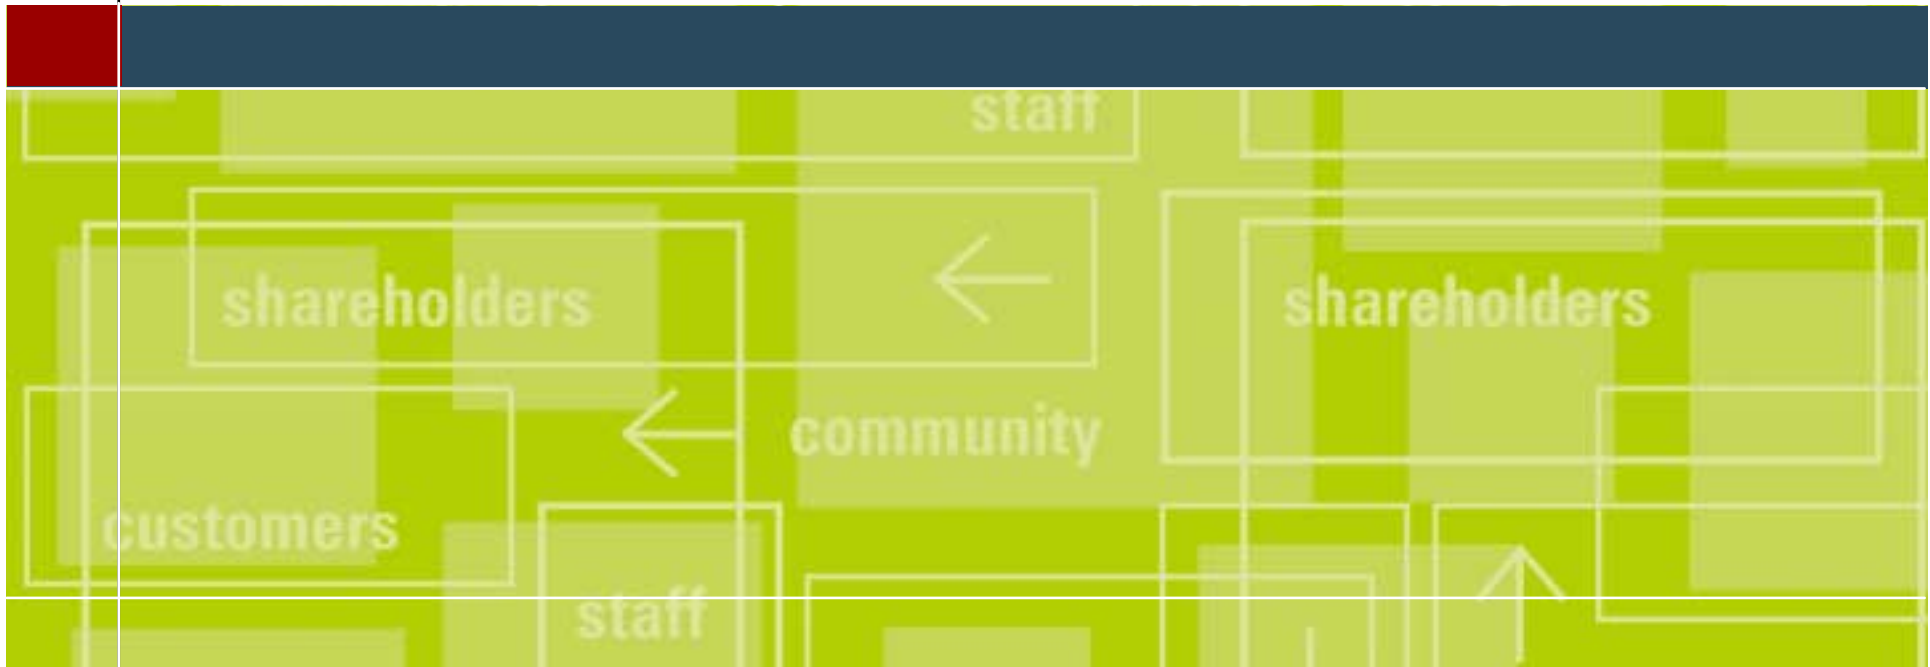 staff
shareholders
shareholders
community
customers
staff